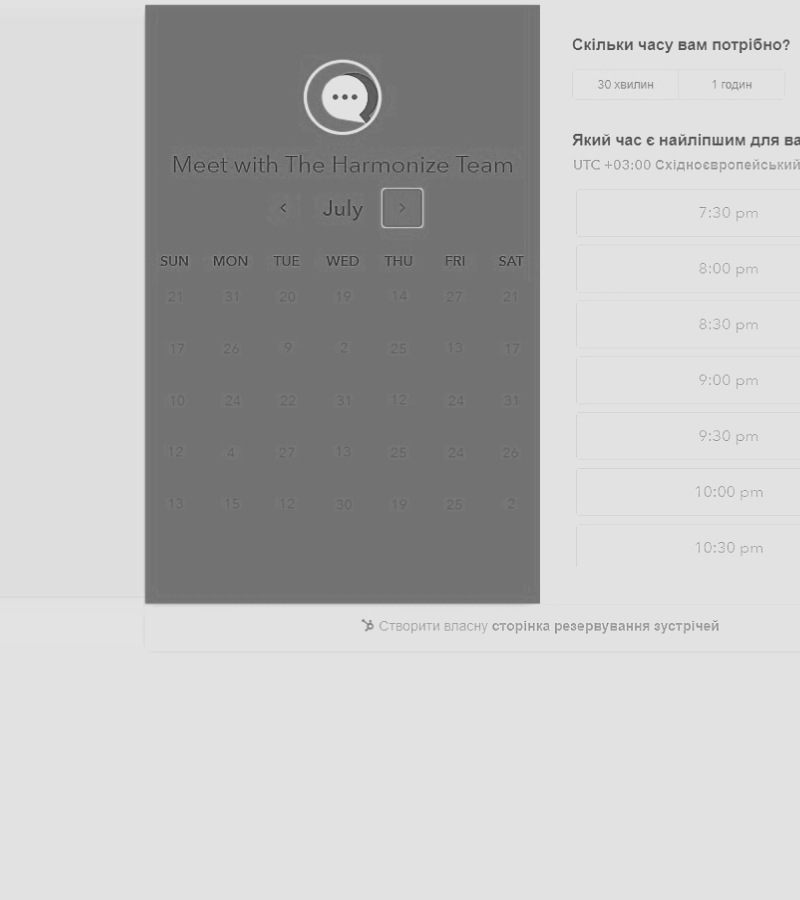 Meet with The Harmonize Team
July
SUN MON TUE WED THU FRI SAT
21 31 20 19 14 27 21
17 26 9 2 25 13 17
10 24 22 31 12 24 31
12 4 27 13 25 24 26
13 15 12 30 19 25 2
Скільки часу вам потрібно?
30 хвилин 1 годин
Який час є найліпшим для ва
UTC +03:00 Східноєвропейський
7:30 pm
8:00 pm
8:30 pm
9:00 pm
9:30 pm
10:00 pm
10:30 pm
Створити власну сторінка резервування зустрічей